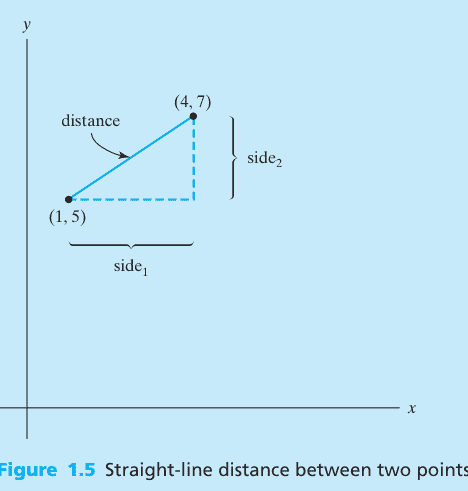 y
(4, 7)
distance
side₂
(1, 5)
side₁
x
Figure 1.5 Straight-line distance between two points